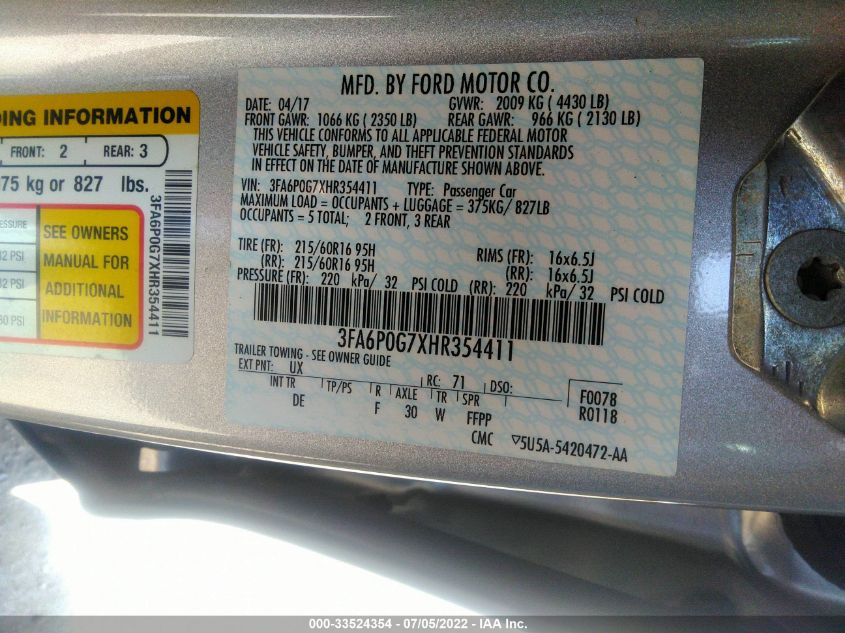 DING INFORMATION
FRONT: 2 REAR: 3
75 kg or 827 lbs.
PRESSURE
32 PSI
32 PSI
60 PSI
SEE OWNERS
MANUAL FOR
ADDITIONAL
INFORMATION
3FA6P0G7XHR354411
MFD. BY FORD MOTOR CO.
DATE: 04/17 GVWR: 2009 KG ( 4430 LB)
FRONT GAWR: 1066 KG ( 2350 LB) REAR GAWR: 966 KG ( 2130 LB)
THIS VEHICLE CONFORMS TO ALL APPLICABLE FEDERAL MOTOR
VEHICLE SAFETY, BUMPER, AND THEFT PREVENTION STANDARDS
IN EFFECT ON THE DATE OF MANUFACTURE SHOWN ABOVE.
VIN: 3FA6P0G7XHR354411 TYPE: Passenger Car
MAXIMUM LOAD = OCCUPANTS + LUGGAGE = 375KG/ 827LB
OCCUPANTS = 5 TOTAL; 2 FRONT, 3 REAR
TIRE (FR): 215/60R16 95H RIMS (FR): 16x6.5J
(RR): 215/60R16 95H (RR): 16x6.5J
PRESSURE (FR): 220 kPa/ 32 PSI COLD (RR): 220 kPa/ 32 PSI COLD
3FA6P0G7XHR354411
TRAILER TOWING - SEE OWNER GUIDE
EXT PNT: UX RC: 71 DSO:
INT TR TP/PS R AXLE TR SPR F0078
DE F 30 W FFPP R0118
CMC ▽5U5A-5420472-AA
000-33524354 - 07/05/2022 - IAA Inc.